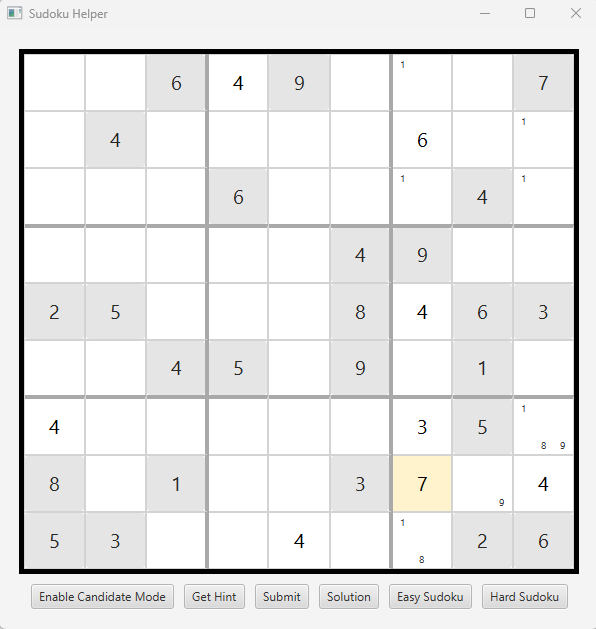 Sudoku Helper
6 4 9 1 7
4 6 1
6 1 4 1
4 9
2 5 8 4 6 3
4 5 9 1
4 3 5 1 8 9
8 1 3 7 9 4
5 3 4 1 8 2 6
Enable Candidate Mode Get Hint Submit Solution Easy Sudoku Hard Sudoku